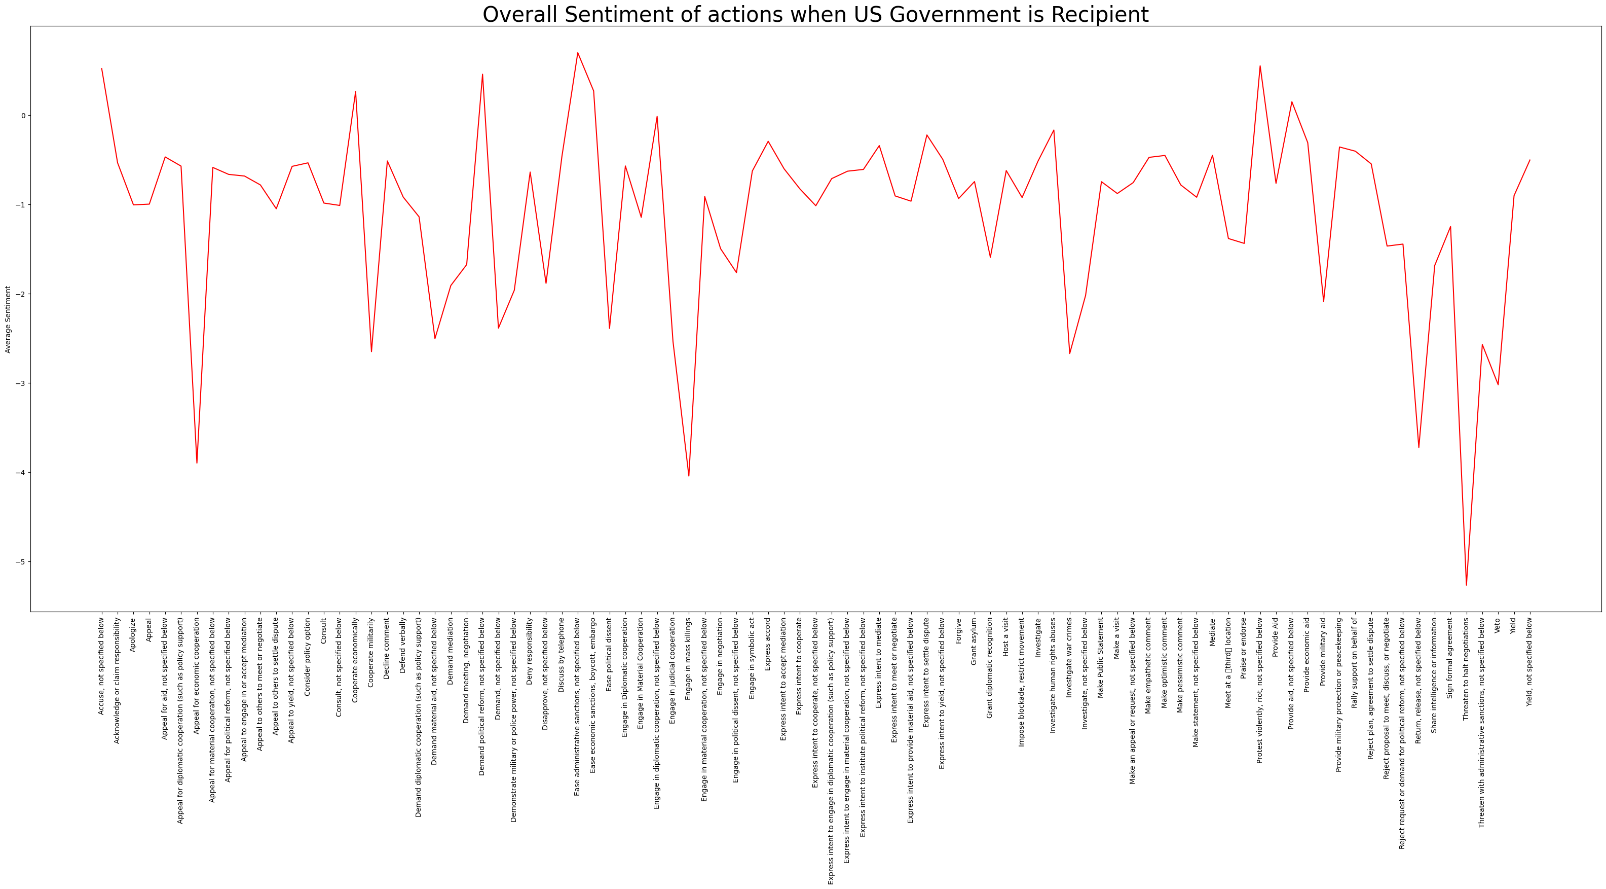 Overall Sentiment of actions when US Government is Recipient
Average Sentiment
0
−1
−2
−3
−4
−5
Accuse, not specified below
Acknowledge or claim responsibility
Apologize
Appeal
Appeal for aid, not specified below
Appeal for diplomatic cooperation (such as policy support)
Appeal for economic cooperation
Appeal for material cooperation, not specified below
Appeal for political reform, not specified below
Appeal to engage in or accept mediation
Appeal to others to meet or negotiate
Appeal to others to settle dispute
Appeal to yield, not specified below
Consider policy option
Consult
Consult, not specified below
Cooperate economically
Cooperate militarily
Decline comment
Defend verbally
Demand diplomatic cooperation (such as policy support)
Demand material aid, not specified below
Demand mediation
Demand meeting, negotiation
Demand political reform, not specified below
Demand, not specified below
Demonstrate military or police power, not specified below
Deny responsibility
Disapprove, not specified below
Discuss by telephone
Ease administrative sanctions, not specified below
Ease economic sanctions, boycott, embargo
Ease political dissent
Engage in Diplomatic cooperation
Engage in Material Cooperation
Engage in diplomatic cooperation, not specified below
Engage in judicial cooperation
Engage in mass killings
Engage in material cooperation, not specified below
Engage in negotiation
Engage in political dissent, not specified below
Engage in symbolic act
Express accord
Express intent to accept mediation
Express intent to cooperate
Express intent to cooperate, not specified below
Express intent to engage in diplomatic cooperation (such as policy support)
Express intent to engage in material cooperation, not specified below
Express intent to institute political reform, not specified below
Express intent to mediate
Express intent to meet or negotiate
Express intent to provide material aid, not specified below
Express intent to settle dispute
Express intent to yield, not specified below
Forgive
Grant asylum
Grant diplomatic recognition
Host a visit
Impose blockade, restrict movement
Investigate
Investigate human rights abuses
Investigate war crimes
Investigate, not specified below
Make Public Statement
Make a visit
Make an appeal or request, not specified below
Make empathetic comment
Make optimistic comment
Make pessimistic comment
Make statement, not specified below
Mediate
Meet at a []third[] location
Praise or endorse
Protest violently, riot, not specified below
Provide Aid
Provide aid, not specified below
Provide economic aid
Provide military aid
Provide military protection or peacekeeping
Rally support on behalf of
Reject plan, agreement to settle dispute
Reject proposal to meet, discuss, or negotiate
Reject request or demand for political reform, not specified below
Return, release, not specified below
Share intelligence or information
Sign formal agreement
Threaten to halt negotiations
Threaten with administrative sanctions, not specified below
Veto
Yield
Yield, not specified below